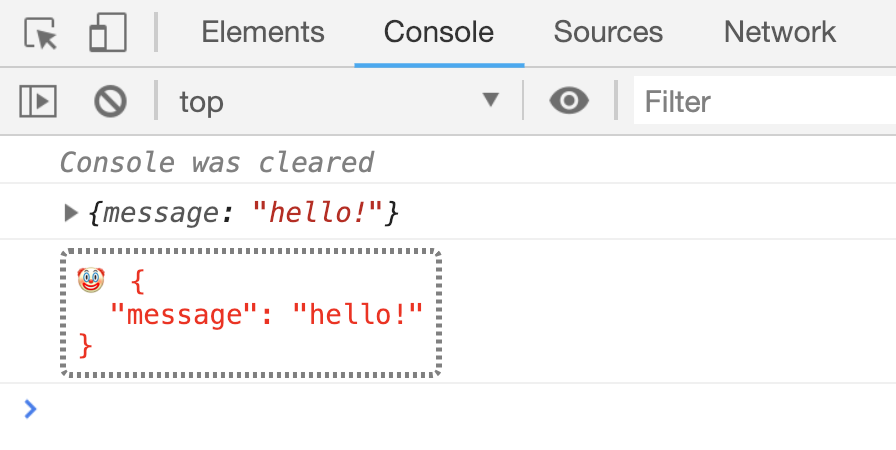 Elements Console Sources Network
top Filter
Console was cleared
{message: "hello!"}
🤡 {
  "message": "hello!"
}